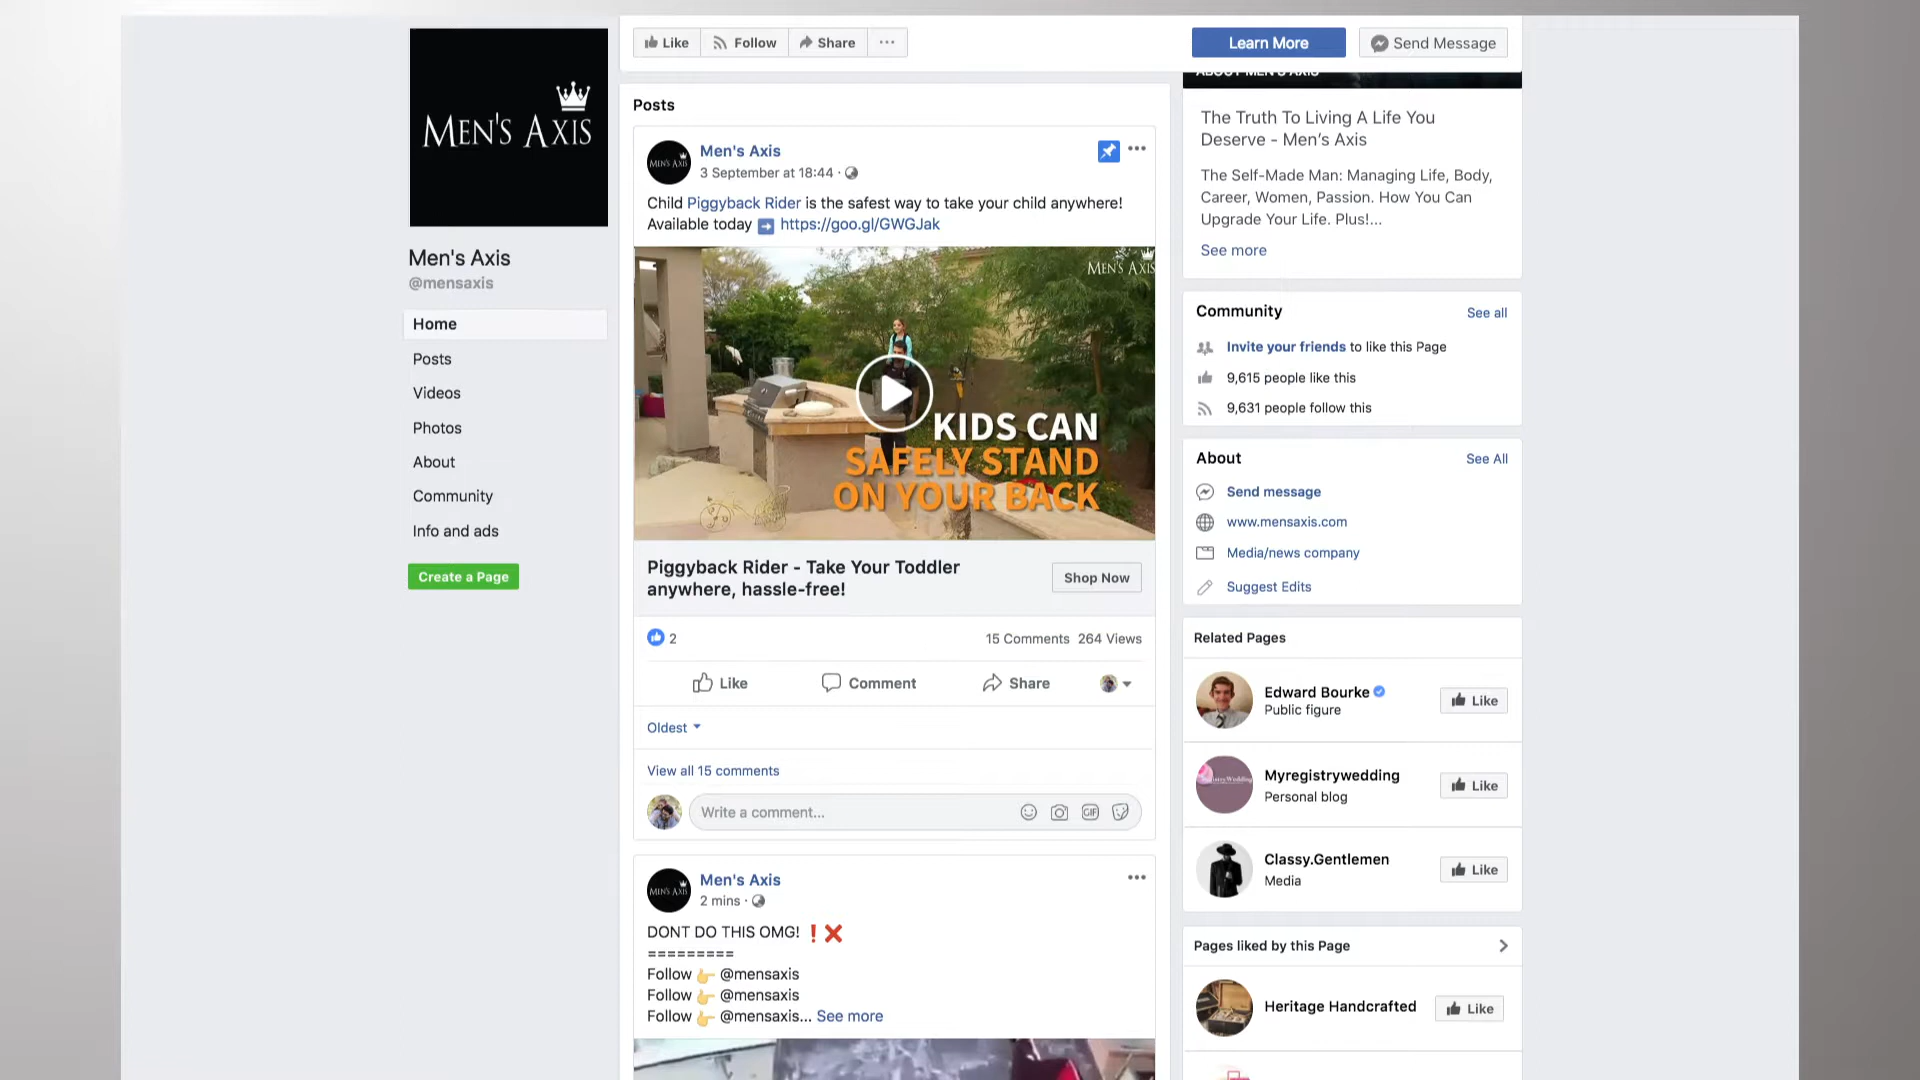 MEN'S AXIS
Men's Axis
@mensaxis
Home
Posts
Videos
Photos
About
Community
Info and ads
Create a Page
Like
Follow
Share
Learn More
Send Message
Posts
MEN'S AXIS
Men's Axis
3 September at 18:44 ·
Child Piggyback Rider is the safest way to take your child anywhere!
Available today https://goo.gl/GWGJak
MEN'S AXIS
KIDS CAN
SAFELY STAND
ON YOUR BACK
Piggyback Rider - Take Your Toddler
anywhere, hassle-free!
Shop Now
2
15 Comments 264 Views
Like
Comment
Share
Oldest
View all 15 comments
Write a comment...
GIF
MEN'S AXIS
Men's Axis
2 mins ·
DONT DO THIS OMG! ❗❌
=========
Follow 👉 @mensaxis
Follow 👉 @mensaxis
Follow 👉 @mensaxis... See more
ABOUT MEN'S AXIS
The Truth To Living A Life You
Deserve - Men's Axis
The Self-Made Man: Managing Life, Body,
Career, Women, Passion. How You Can
Upgrade Your Life. Plus!...
See more
Community
See all
Invite your friends to like this Page
9,615 people like this
9,631 people follow this
About
See All
Send message
www.mensaxis.com
Media/news company
Suggest Edits
Related Pages
Edward Bourke
Public figure
Like
Myregistrywedding
Personal blog
Like
Classy.Gentlemen
Media
Like
Pages liked by this Page
Heritage Handcrafted
Like